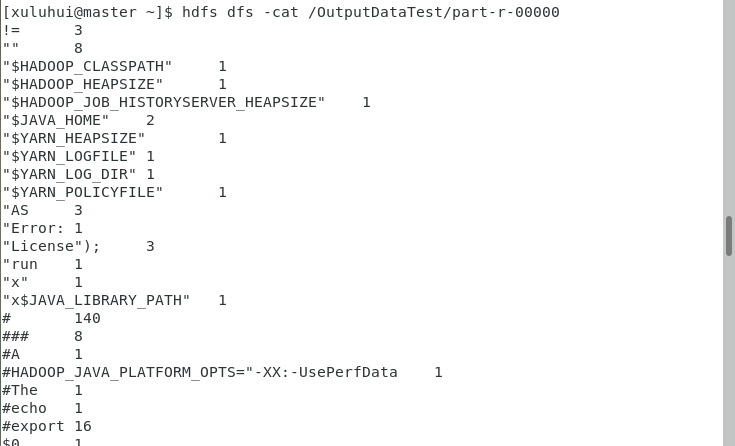 [xuluhui@master ~]$ hdfs dfs -cat /OutputDataTest/part-r-00000
!=      3
""      8
"$HADOOP_CLASSPATH"     1
"$HADOOP_HEAPSIZE"      1
"$HADOOP_JOB_HISTORYSERVER_HEAPSIZE"    1
"$JAVA_HOME"    2
"$YARN_HEAPSIZE"        1
"$YARN_LOGFILE" 1
"$YARN_LOG_DIR" 1
"$YARN_POLICYFILE"      1
"AS     3
"Error: 1
"License");     3
"run    1
"x"     1
"x$JAVA_LIBRARY_PATH"   1
#       140
###     8
#A      1
#HADOOP_JAVA_PLATFORM_OPTS="-XX:-UsePerfData    1
#The    1
#echo   1
#export 16
$0      1